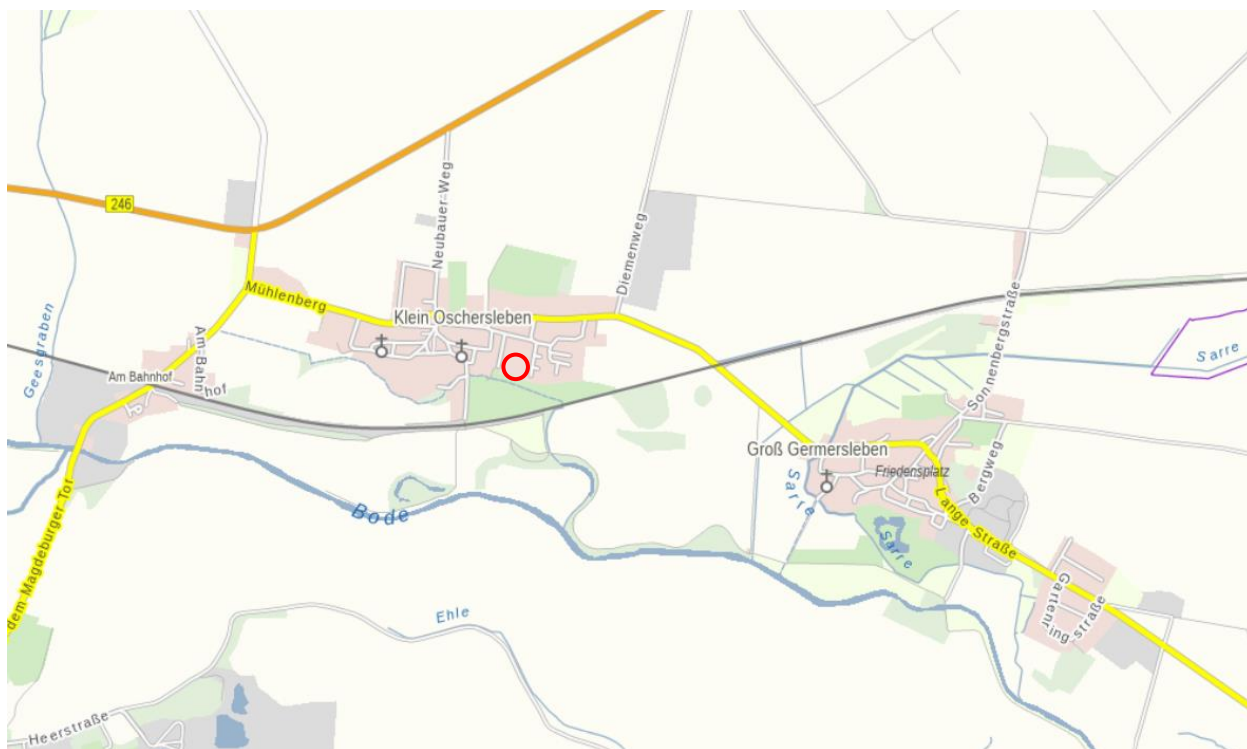 246
Neubauer-Weg
Diemenweg
Mühlenberg
Klein Oschersleben
Geesgraben
Am-Bahnhof
Am Bahnhof
Sonnenbergstraße
Sarre
Groß Germersleben
Friedensplatz
Bergweg
Sarre
Lange Straße
Sarre
Bode
dem Magdeburger Tor
Gartenring
straße
Ehle
Heerstraße